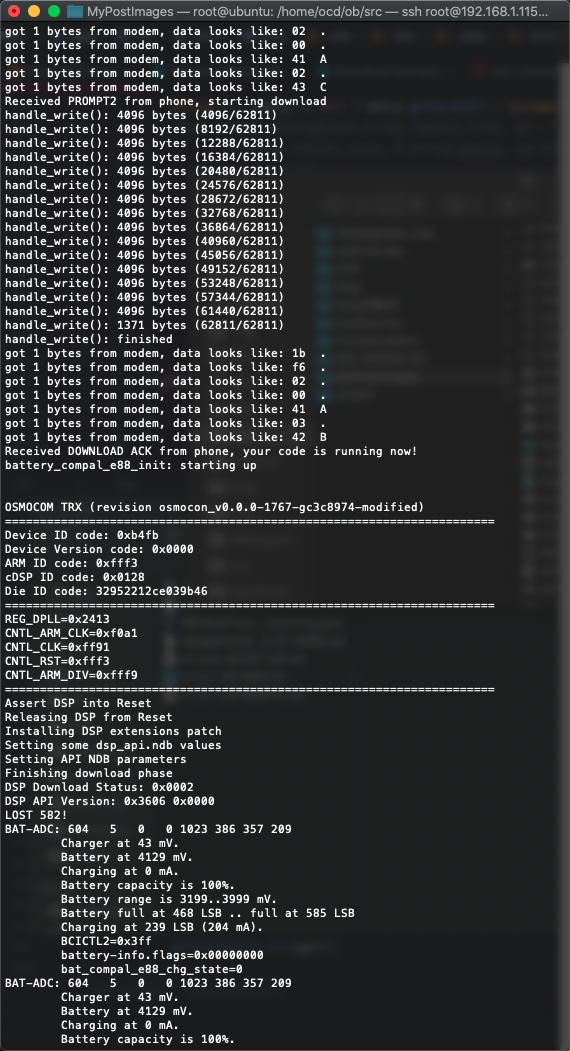 MyPostImages — root@ubuntu: /home/ocd/ob/src — ssh root@192.168.1.115...
got 1 bytes from modem, data looks like: 02  .
got 1 bytes from modem, data looks like: 00  .
got 1 bytes from modem, data looks like: 41  A
got 1 bytes from modem, data looks like: 02  .
got 1 bytes from modem, data looks like: 43  C
Received PROMPT2 from phone, starting download
handle_write(): 4096 bytes (4096/62811)
handle_write(): 4096 bytes (8192/62811)
handle_write(): 4096 bytes (12288/62811)
handle_write(): 4096 bytes (16384/62811)
handle_write(): 4096 bytes (20480/62811)
handle_write(): 4096 bytes (24576/62811)
handle_write(): 4096 bytes (28672/62811)
handle_write(): 4096 bytes (32768/62811)
handle_write(): 4096 bytes (36864/62811)
handle_write(): 4096 bytes (40960/62811)
handle_write(): 4096 bytes (45056/62811)
handle_write(): 4096 bytes (49152/62811)
handle_write(): 4096 bytes (53248/62811)
handle_write(): 4096 bytes (57344/62811)
handle_write(): 4096 bytes (61440/62811)
handle_write(): 1371 bytes (62811/62811)
handle_write(): finished
got 1 bytes from modem, data looks like: 1b  .
got 1 bytes from modem, data looks like: f6  .
got 1 bytes from modem, data looks like: 02  .
got 1 bytes from modem, data looks like: 00  .
got 1 bytes from modem, data looks like: 41  A
got 1 bytes from modem, data looks like: 03  .
got 1 bytes from modem, data looks like: 42  B
Received DOWNLOAD ACK from phone, your code is running now!
battery_compal_e88_init: starting up
OSMOCOM TRX (revision osmocon_v0.0.0-1767-gc3c8974-modified)
======================================================================
Device ID code: 0xb4fb
Device Version code: 0x0000
ARM ID code: 0xfff3
cDSP ID code: 0x0128
Die ID code: 32952212ce039b46
======================================================================
REG_DPLL=0x2413
CNTL_ARM_CLK=0xf0a1
CNTL_CLK=0xff91
CNTL_RST=0xfff3
CNTL_ARM_DIV=0xfff9
======================================================================
Assert DSP into Reset
Releasing DSP from Reset
Installing DSP extensions patch
Setting some dsp_api.ndb values
Setting API NDB parameters
Finishing download phase
DSP Download Status: 0x0002
DSP API Version: 0x3606 0x0000
LOST 582!
BAT-ADC: 604   5   0   0 1023 386 357 209
        Charger at 43 mV.
        Battery at 4129 mV.
        Charging at 0 mA.
        Battery capacity is 100%.
        Battery range is 3199..3999 mV.
        Battery full at 468 LSB .. full at 585 LSB
        Charging at 239 LSB (204 mA).
        BCICTL2=0x3ff
        battery-info.flags=0x00000000
        bat_compal_e88_chg_state=0
BAT-ADC: 604   5   0   0 1023 386 357 209
        Charger at 43 mV.
        Battery at 4129 mV.
        Charging at 0 mA.
        Battery capacity is 100%.